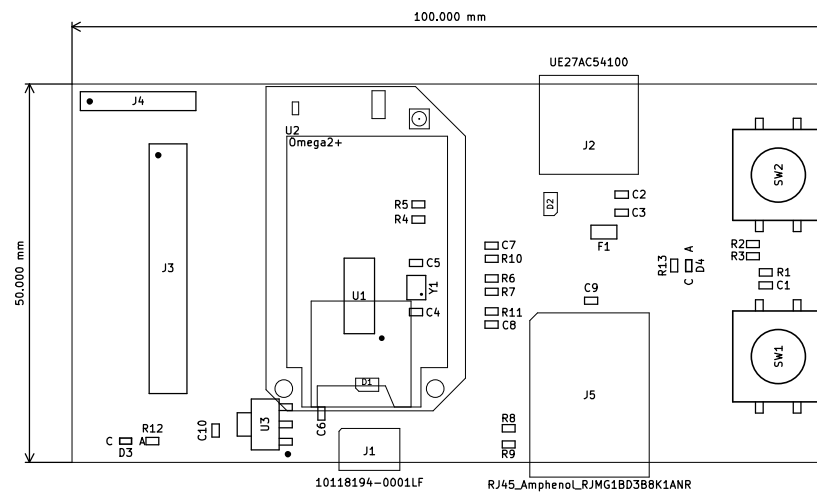 100.000 mm
50.000 mm
UE27AC54100
J4
U2
Omega2+
J2
SW2
D2
C2
C3
F1
R5
R4
J3
C7
R10
R6
R7
R11
C8
C5
U1
Y1
C4
R13
A
D4
C
R2
R3
R1
C1
C9
SW1
D1
J5
C6
U3
C10
R12
C
A
D3
J1
R8
R9
10118194-0001LF
RJ45_Amphenol_RJMG1BD3B8K1ANR